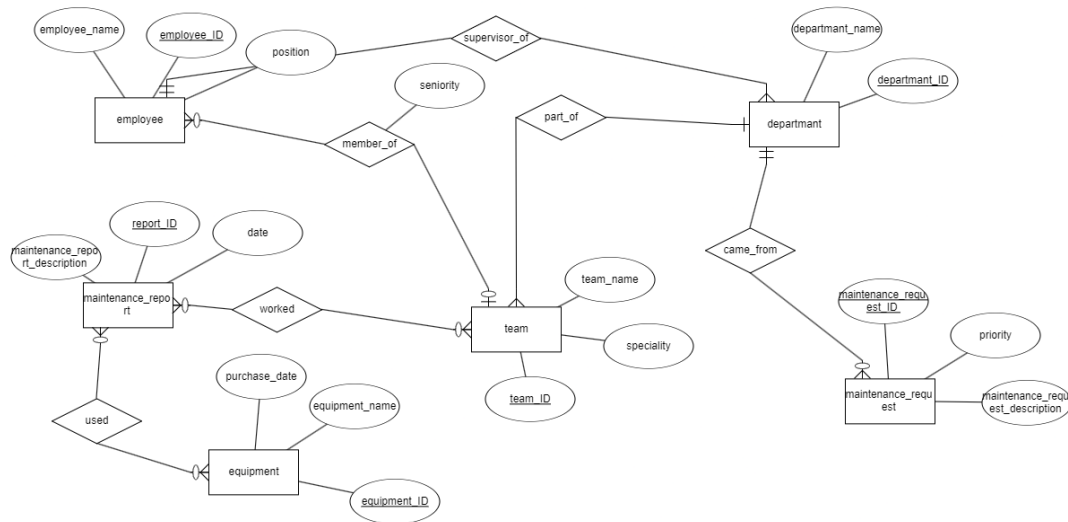 employee_name
employee_ID
position
supervisor_of
departmant_name
departmant_ID
seniority
employee
member_of
part_of
departmant
report_ID
date
maintenance_repo
rt_description
maintenance_repo
rt
worked
came_from
team_name
team
speciality
team_ID
maintenance_requ
est_ID
priority
maintenance_requ
est
maintenance_requ
est_description
purchase_date
equipment_name
used
equipment
equipment_ID